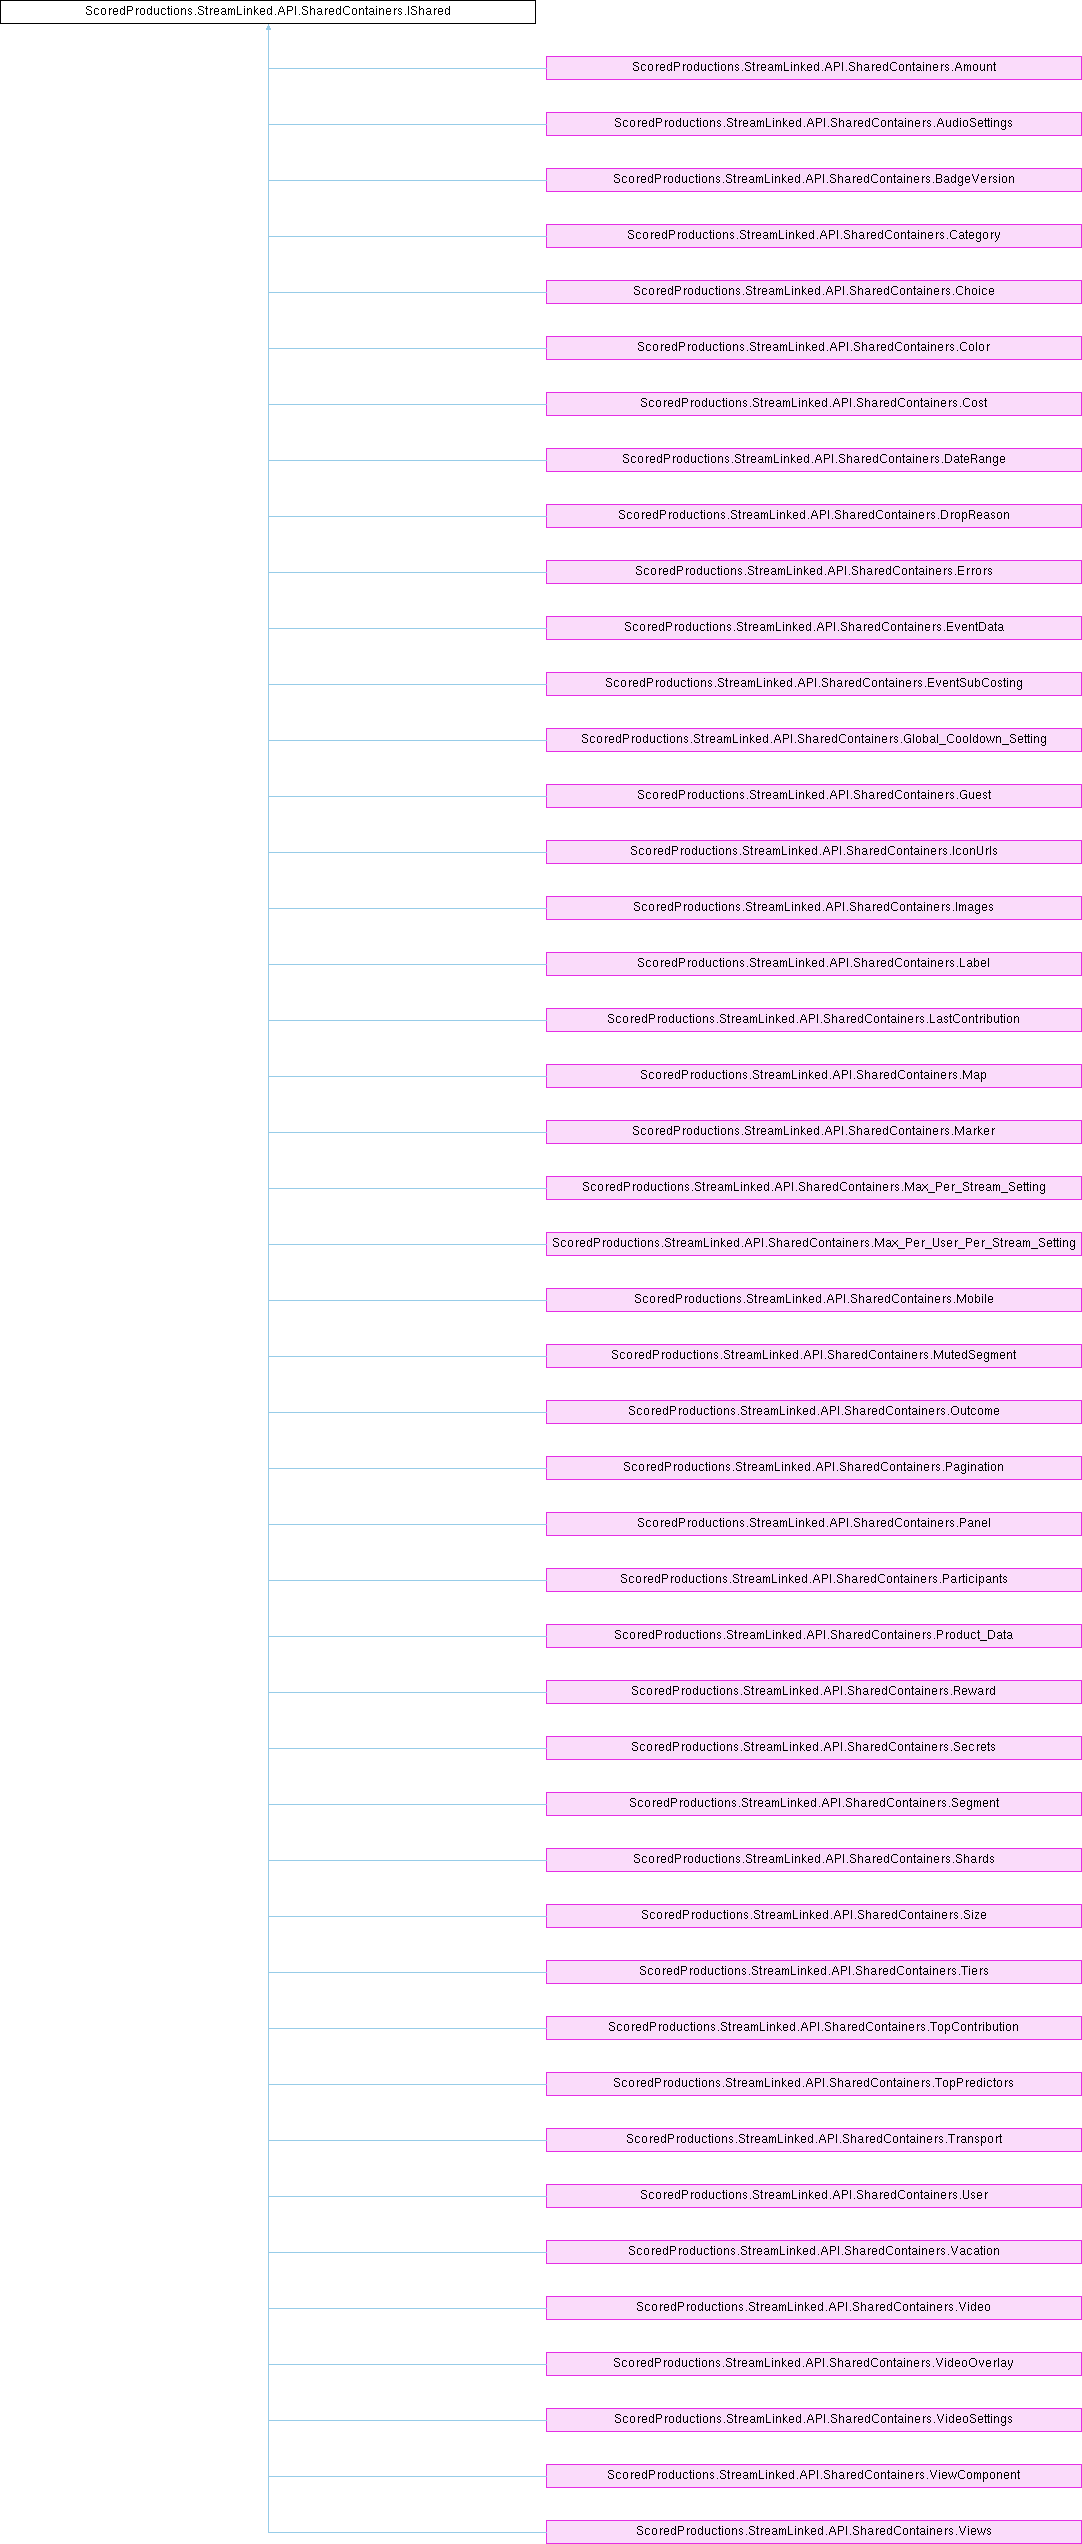 ScoredProductions.StreamLinked.API.SharedContainers.IShared
ScoredProductions.StreamLinked.API.SharedContainers.Amount
ScoredProductions.StreamLinked.API.SharedContainers.AudioSettings
ScoredProductions.StreamLinked.API.SharedContainers.BadgeVersion
ScoredProductions.StreamLinked.API.SharedContainers.Category
ScoredProductions.StreamLinked.API.SharedContainers.Choice
ScoredProductions.StreamLinked.API.SharedContainers.Color
ScoredProductions.StreamLinked.API.SharedContainers.Cost
ScoredProductions.StreamLinked.API.SharedContainers.DateRange
ScoredProductions.StreamLinked.API.SharedContainers.DropReason
ScoredProductions.StreamLinked.API.SharedContainers.Errors
ScoredProductions.StreamLinked.API.SharedContainers.EventData
ScoredProductions.StreamLinked.API.SharedContainers.EventSubCosting
ScoredProductions.StreamLinked.API.SharedContainers.Global_Cooldown_Setting
ScoredProductions.StreamLinked.API.SharedContainers.Guest
ScoredProductions.StreamLinked.API.SharedContainers.IconUrls
ScoredProductions.StreamLinked.API.SharedContainers.Images
ScoredProductions.StreamLinked.API.SharedContainers.Label
ScoredProductions.StreamLinked.API.SharedContainers.LastContribution
ScoredProductions.StreamLinked.API.SharedContainers.Map
ScoredProductions.StreamLinked.API.SharedContainers.Marker
ScoredProductions.StreamLinked.API.SharedContainers.Max_Per_Stream_Setting
ScoredProductions.StreamLinked.API.SharedContainers.Max_Per_User_Per_Stream_Setting
ScoredProductions.StreamLinked.API.SharedContainers.Mobile
ScoredProductions.StreamLinked.API.SharedContainers.MutedSegment
ScoredProductions.StreamLinked.API.SharedContainers.Outcome
ScoredProductions.StreamLinked.API.SharedContainers.Pagination
ScoredProductions.StreamLinked.API.SharedContainers.Panel
ScoredProductions.StreamLinked.API.SharedContainers.Participants
ScoredProductions.StreamLinked.API.SharedContainers.Product_Data
ScoredProductions.StreamLinked.API.SharedContainers.Reward
ScoredProductions.StreamLinked.API.SharedContainers.Secrets
ScoredProductions.StreamLinked.API.SharedContainers.Segment
ScoredProductions.StreamLinked.API.SharedContainers.Shards
ScoredProductions.StreamLinked.API.SharedContainers.Size
ScoredProductions.StreamLinked.API.SharedContainers.Tiers
ScoredProductions.StreamLinked.API.SharedContainers.TopContribution
ScoredProductions.StreamLinked.API.SharedContainers.TopPredictors
ScoredProductions.StreamLinked.API.SharedContainers.Transport
ScoredProductions.StreamLinked.API.SharedContainers.User
ScoredProductions.StreamLinked.API.SharedContainers.Vacation
ScoredProductions.StreamLinked.API.SharedContainers.Video
ScoredProductions.StreamLinked.API.SharedContainers.VideoOverlay
ScoredProductions.StreamLinked.API.SharedContainers.VideoSettings
ScoredProductions.StreamLinked.API.SharedContainers.ViewComponent
ScoredProductions.StreamLinked.API.SharedContainers.Views